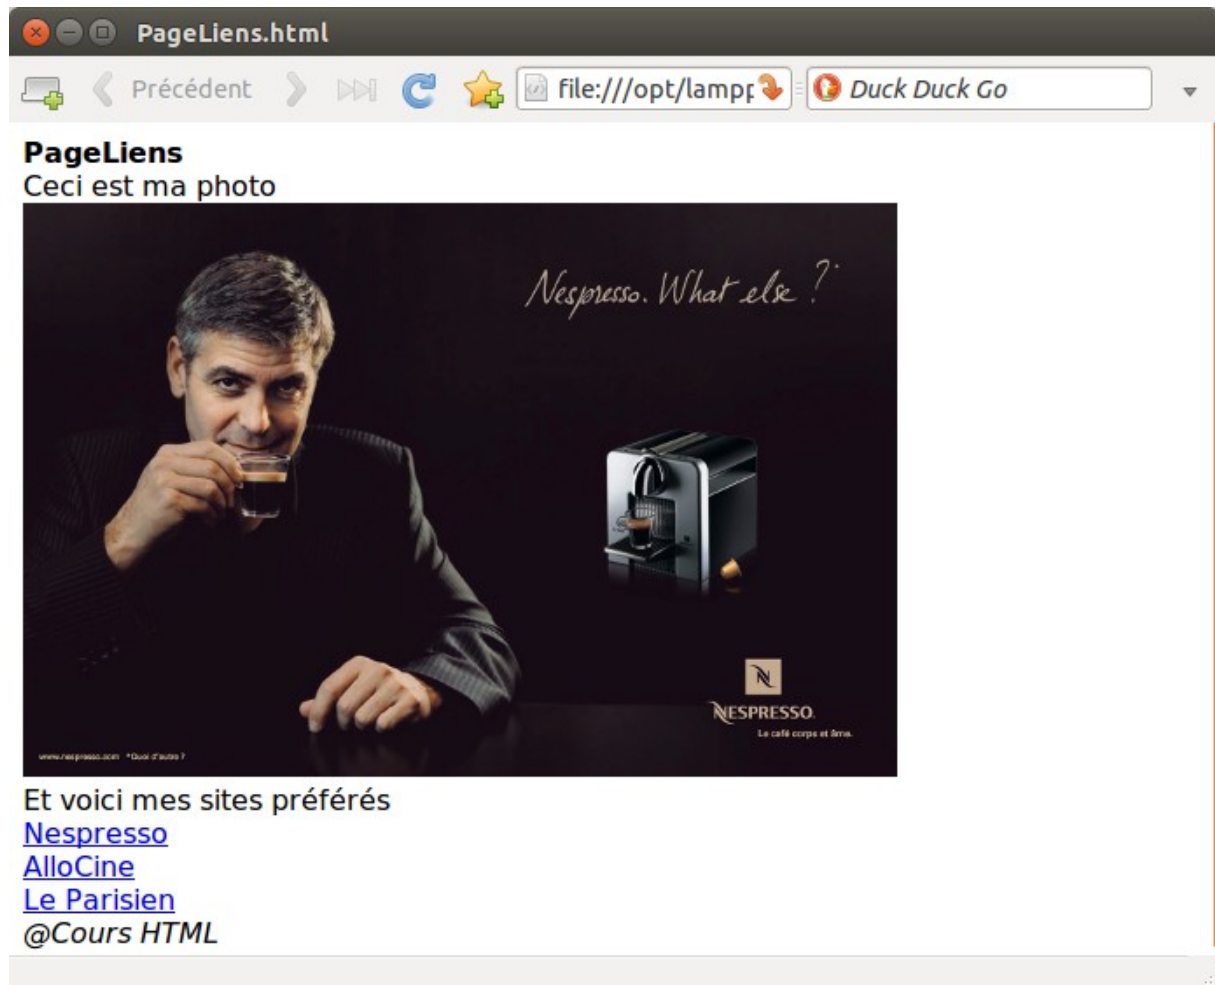 PageLiens.html
Précédent
file:///opt/lampp
Duck Duck Go
PageLiens
Ceci est ma photo
Nespresso. What else ?*
N
NESPRESSO.
Le café corps et âme.
www.nespresso.com *Quoi d'autre ?
Et voici mes sites préférés
Nespresso
AlloCine
Le Parisien
@Cours HTML